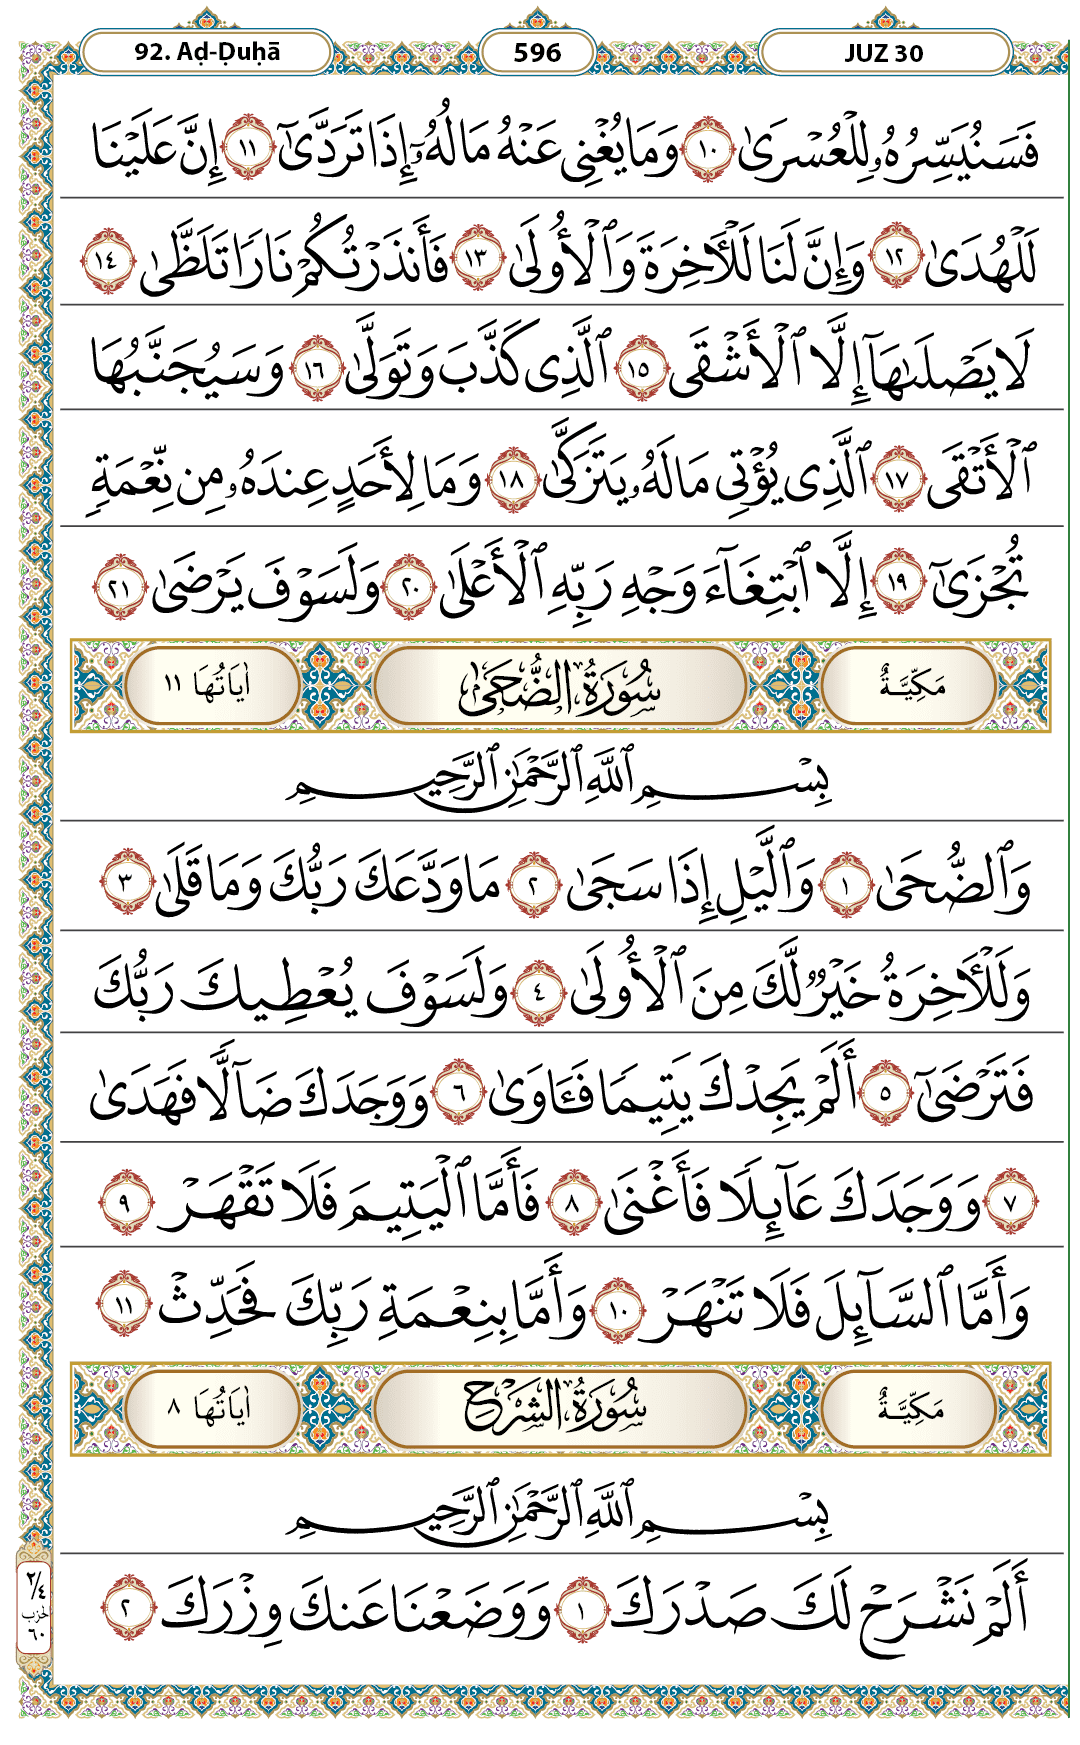 92. Aḍ-Ḍuḥā 596 JUZ 30
فَسَنُيَسِّرُهُۥ لِلْعُسْرَىٰ ١٠ وَمَا يُغْنِى عَنْهُ مَالُهُۥٓ إِذَا تَرَدَّىٰٓ ١١ إِنَّ عَلَيْنَا
لَلْهُدَىٰ ١٢ وَإِنَّ لَنَا لَلْـَٔاخِرَةَ وَٱلْأُولَىٰ ١٣ فَأَنذَرْتُكُمْ نَارًا تَلَظَّىٰ ١٤
لَا يَصْلَىٰهَآ إِلَّا ٱلْأَشْقَى ١٥ ٱلَّذِى كَذَّبَ وَتَوَلَّىٰ ١٦ وَسَيُجَنَّبُهَا
ٱلْأَتْقَى ١٧ ٱلَّذِى يُؤْتِى مَالَهُۥ يَتَزَكَّىٰ ١٨ وَمَا لِأَحَدٍ عِندَهُۥ مِن نِّعْمَةٍ
تُجْزَىٰٓ ١٩ إِلَّا ٱبْتِغَآءَ وَجْهِ رَبِّهِ ٱلْأَعْلَىٰ ٢٠ وَلَسَوْفَ يَرْضَىٰ ٢١
مَكِّيَّةٌ سُورَةُ الضُّحَىٰ اٰيَاتُهَا ١١
بِسْمِ ٱللَّهِ ٱلرَّحْمَٰنِ ٱلرَّحِيمِ
وَٱلضُّحَىٰ ١ وَٱلَّيْلِ إِذَا سَجَىٰ ٢ مَا وَدَّعَكَ رَبُّكَ وَمَا قَلَىٰ ٣
وَلَلْـَٔاخِرَةُ خَيْرٌ لَّكَ مِنَ ٱلْأُولَىٰ ٤ وَلَسَوْفَ يُعْطِيكَ رَبُّكَ
فَتَرْضَىٰٓ ٥ أَلَمْ يَجِدْكَ يَتِيمًا فَـَٔاوَىٰ ٦ وَوَجَدَكَ ضَآلًّا فَهَدَىٰ
٧ وَوَجَدَكَ عَآئِلًا فَأَغْنَىٰ ٨ فَأَمَّا ٱلْيَتِيمَ فَلَا تَقْهَرْ ٩
وَأَمَّا ٱلسَّآئِلَ فَلَا تَنْهَرْ ١٠ وَأَمَّا بِنِعْمَةِ رَبِّكَ فَحَدِّثْ ١١
مَكِّيَّةٌ سُورَةُ الشَرْحِ اٰيَاتُهَا ٨
بِسْمِ ٱللَّهِ ٱلرَّحْمَٰنِ ٱلرَّحِيمِ
أَلَمْ نَشْرَحْ لَكَ صَدْرَكَ ١ وَوَضَعْنَا عَنكَ وِزْرَكَ ٢
٢/٤
حزب
٦٠